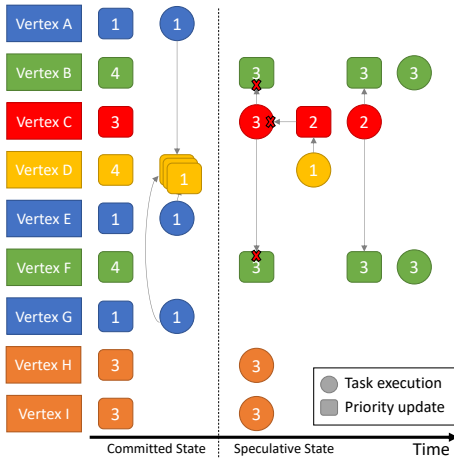 Vertex A 1 1
Vertex B 4 3 3 3
Vertex C 3 3 2 2
Vertex D 4 1 1
Vertex E 1 1
Vertex F 4 3 3 3
Vertex G 1 1
Vertex H 3 3
Vertex I 3 3
Task execution
Priority update
Committed State Speculative State Time